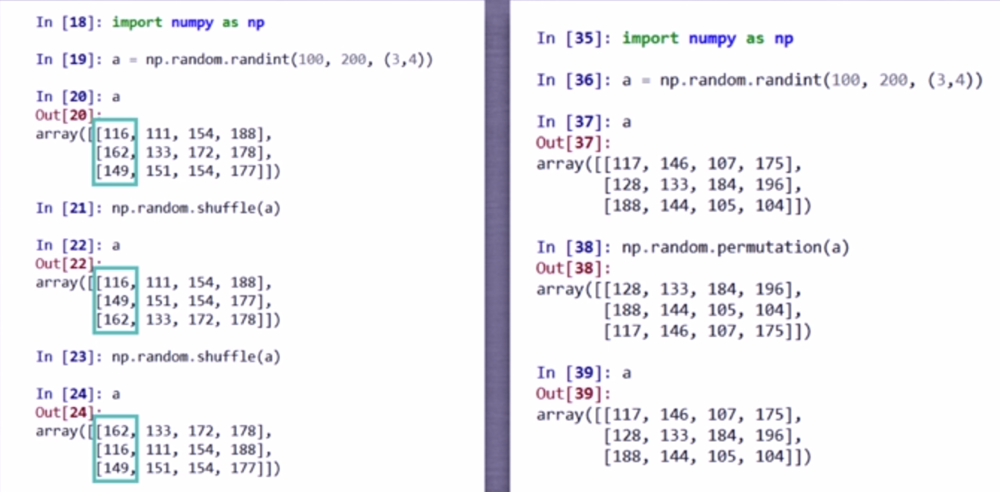 In [18]: import numpy as np
In [19]: a = np.random.randint(100, 200, (3,4))
In [20]: a
Out[20]:
array([[116, 111, 154, 188],
[162, 133, 172, 178],
[149, 151, 154, 177]])
In [21]: np.random.shuffle(a)
In [22]: a
Out[22]:
array([[116, 111, 154, 188],
[149, 151, 154, 177],
[162, 133, 172, 178]])
In [23]: np.random.shuffle(a)
In [24]: a
Out[24]:
array([[162, 133, 172, 178],
[116, 111, 154, 188],
[149, 151, 154, 177]])
In [35]: import numpy as np
In [36]: a = np.random.randint(100, 200, (3,4))
In [37]: a
Out[37]:
array([[117, 146, 107, 175],
[128, 133, 184, 196],
[188, 144, 105, 104]])
In [38]: np.random.permutation(a)
Out[38]:
array([[128, 133, 184, 196],
[188, 144, 105, 104],
[117, 146, 107, 175]])
In [39]: a
Out[39]:
array([[117, 146, 107, 175],
[128, 133, 184, 196],
[188, 144, 105, 104]])